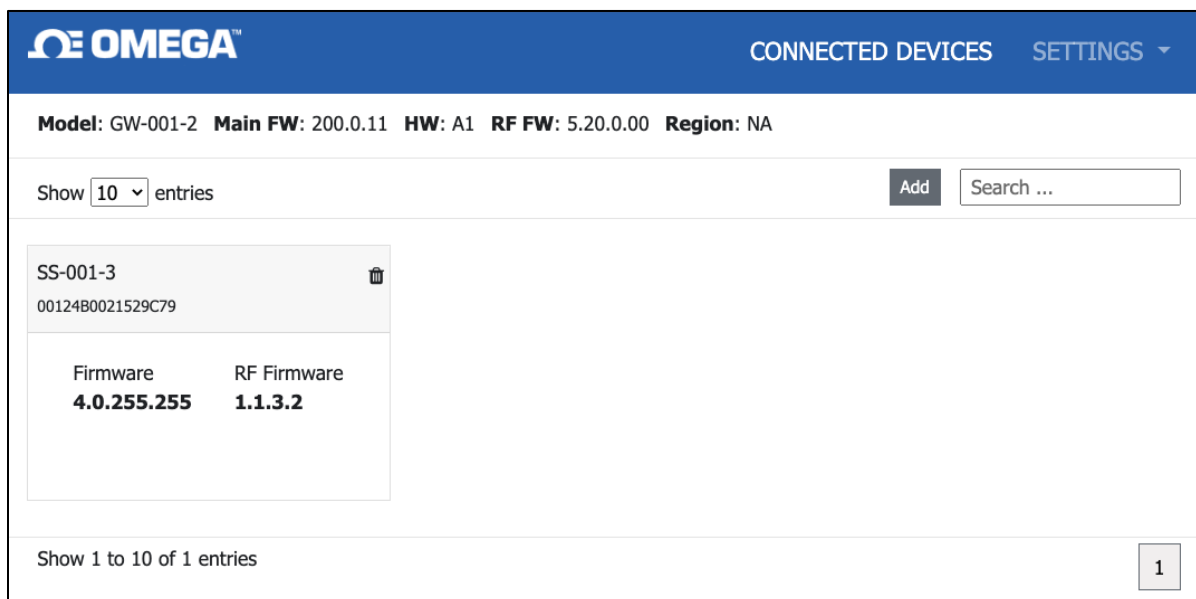 OMEGA™
CONNECTED DEVICES SETTINGS
Model: GW-001-2 Main FW: 200.0.11 HW: A1 RF FW: 5.20.0.00 Region: NA
Show 10 entries Add Search ...
SS-001-3
00124B0021529C79
Firmware RF Firmware
4.0.255.255 1.1.3.2
Show 1 to 10 of 1 entries 1